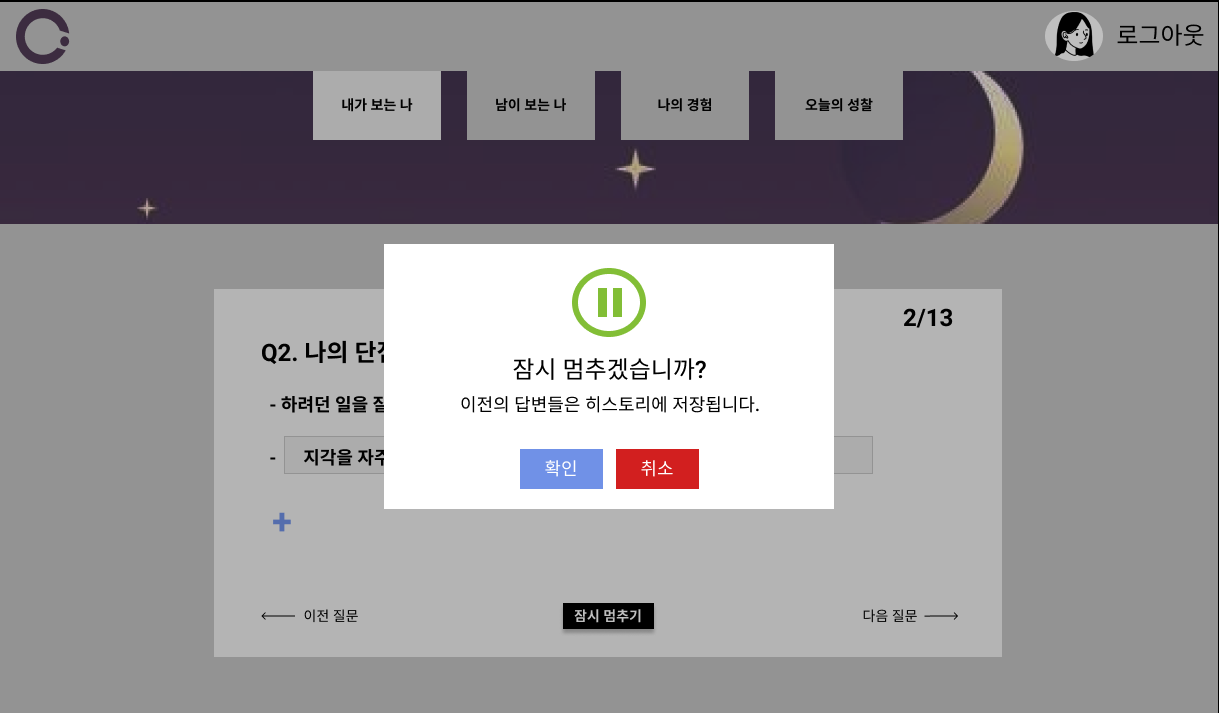 로그아웃
내가 보는 나
남이 보는 나
나의 경험
오늘의 성찰
2/13
Q2. 나의
- 하려던 일을
- 지각을
잠시 멈추겠습니까?
이전의 답변들은 히스토리에 저장됩니다.
확인
취소
이전 질문
잠시 멈추기
다음 질문